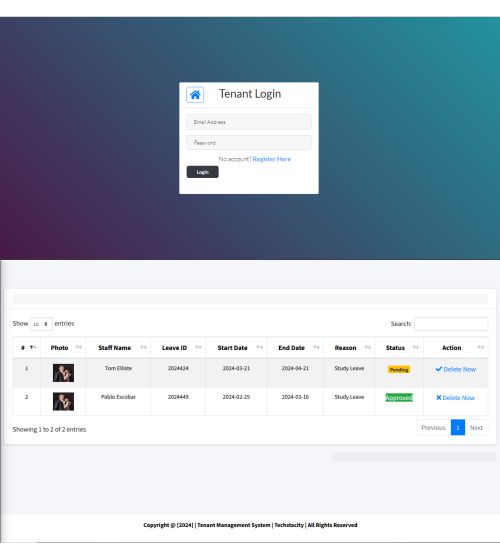 Tenant Login
Email Address
Password
No account? Register Here
Login
Show 10 entries
Search:
# Photo Staff Name Leave ID Start Date End Date Reason Status Action
1 Tom Elliste 2024424 2024-03-21 2024-04-21 Study Leave Pending Delete Now
2 Pablo Escobar 2024449 2024-02-25 2024-03-16 Study Leave Approved Delete Now
Showing 1 to 2 of 2 entries
Previous 1 Next
Copyright @ [2024] | Tenant Management System | Techstacity | All Rights Reserved